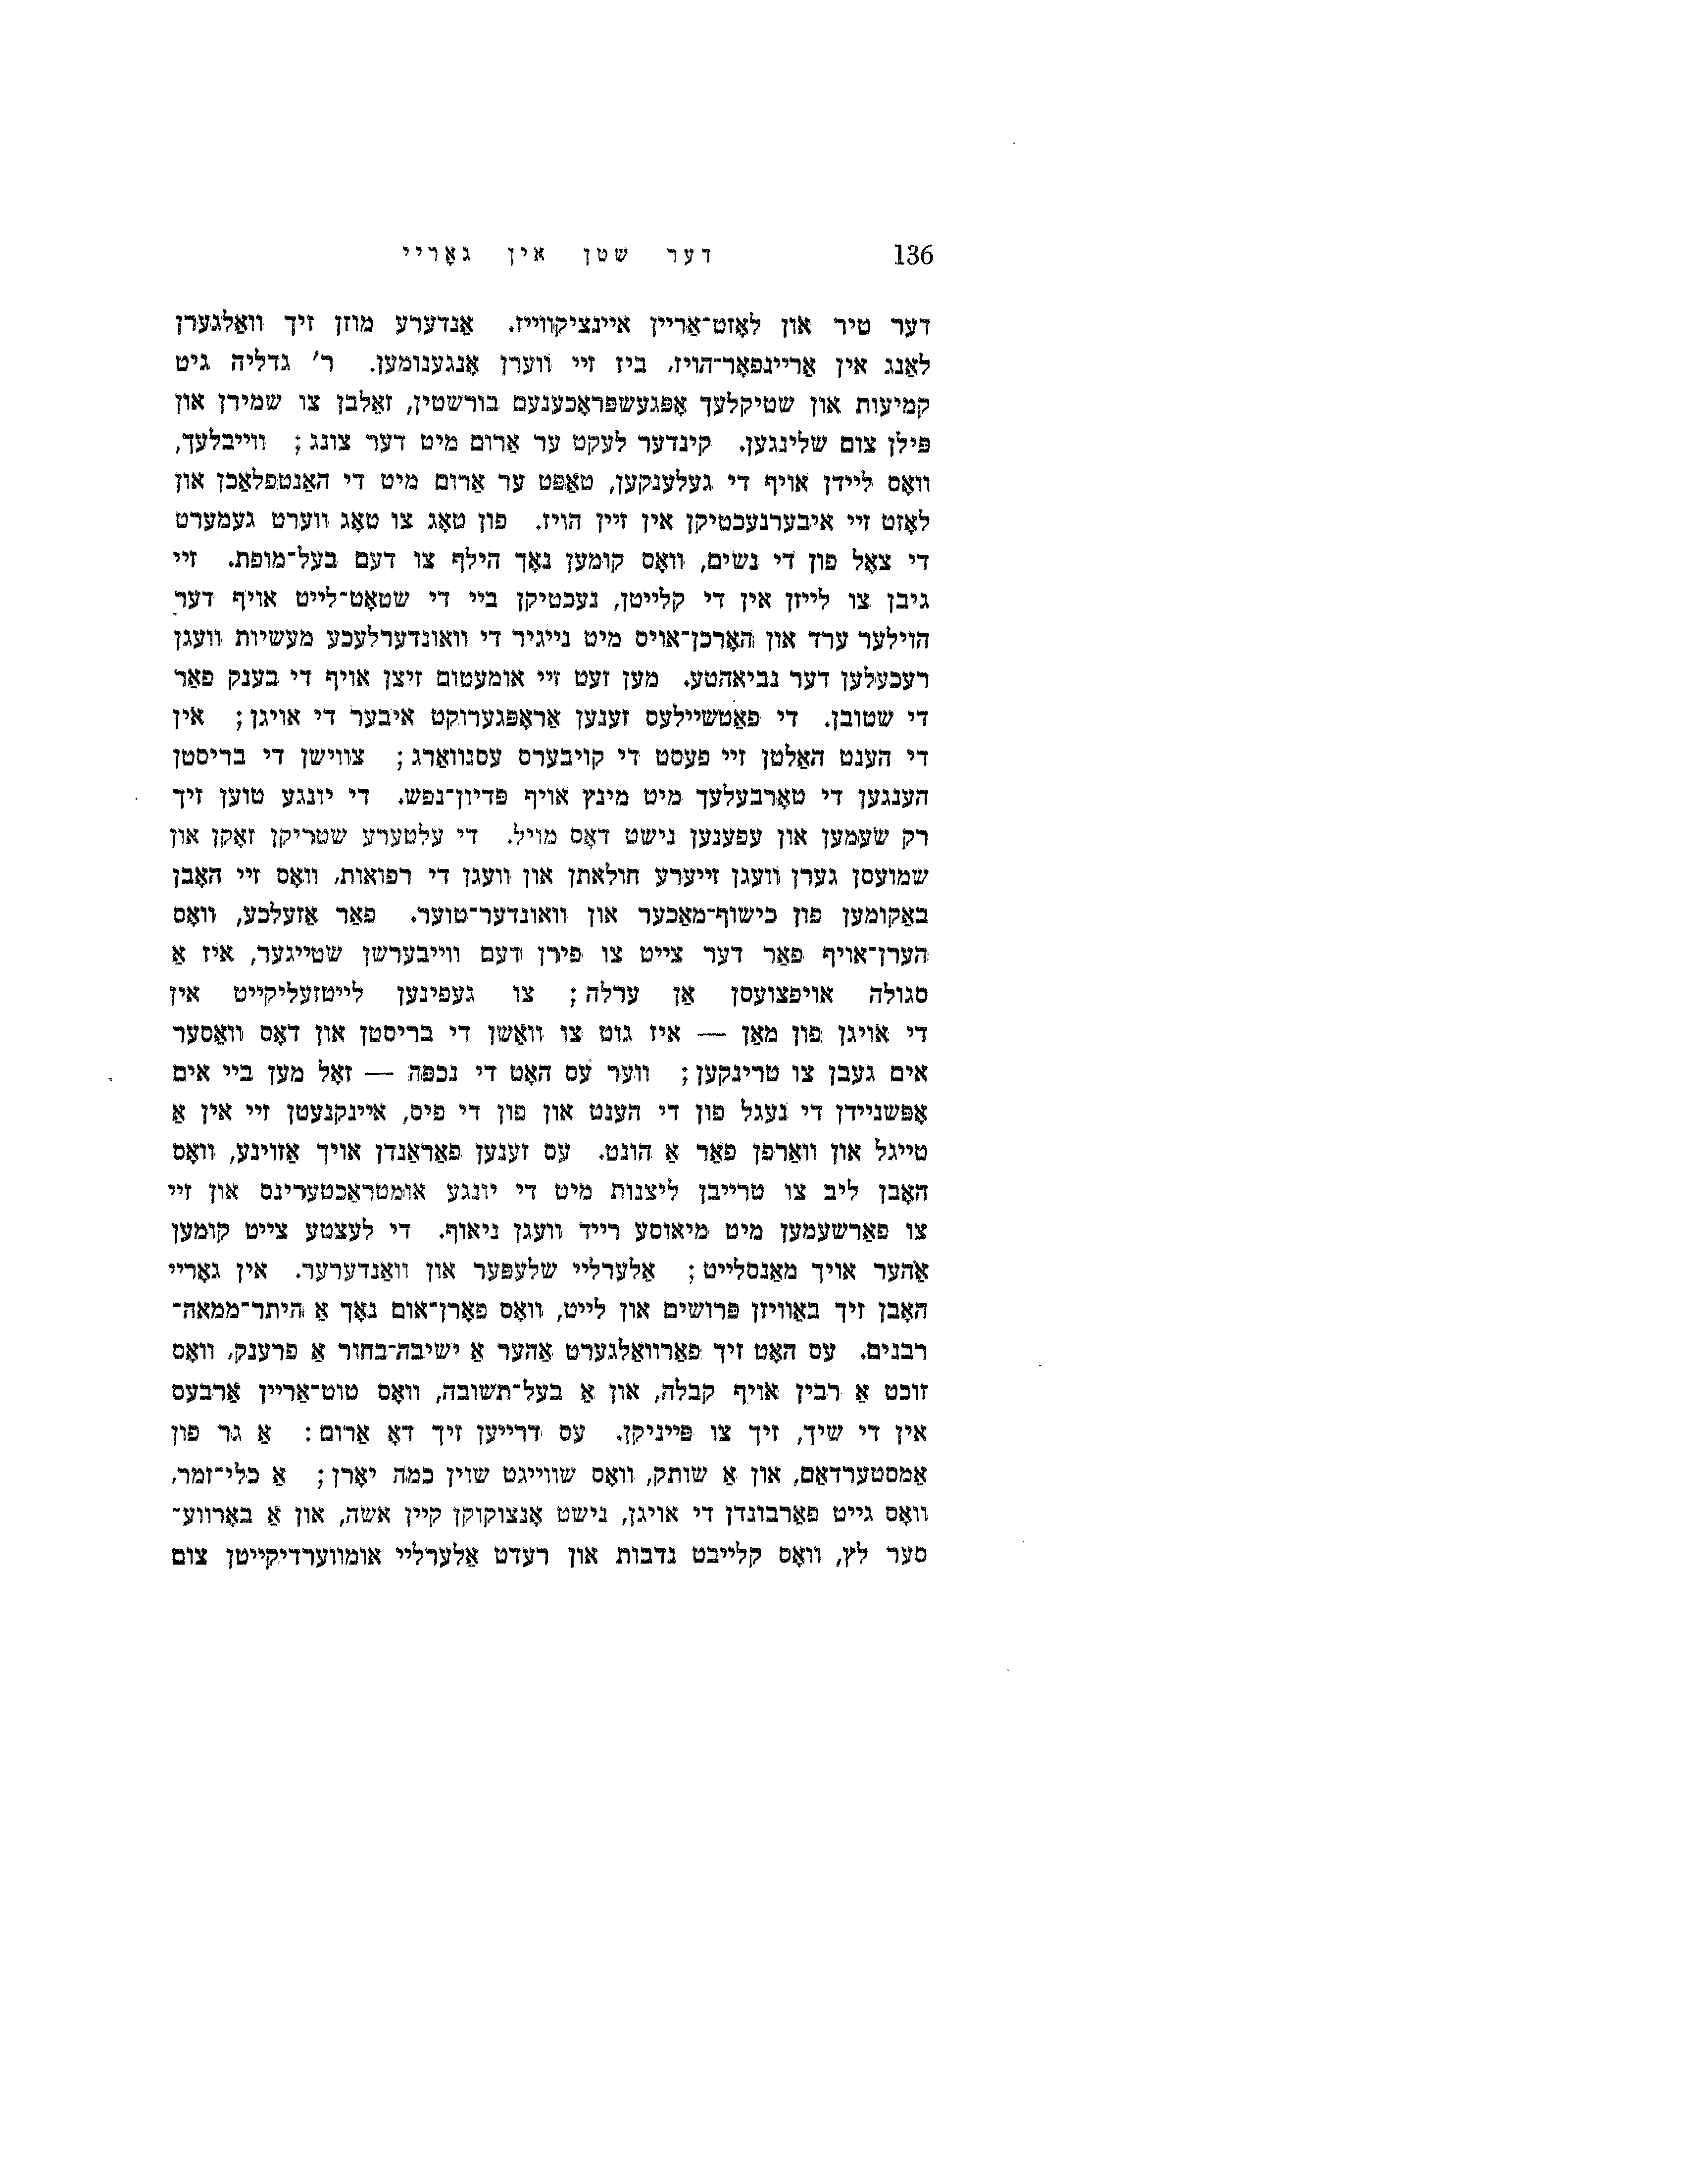 136 דער שטן אין גאָריי
דער טיר און לאָזט־אַריין איינציקווייז. אַנדערע מוזן זיך וואַלגערן
לאַנג אין אַריינפאָר־הויז, ביז זיי ווערן אָנגענומען. ר' גדליה גיט
קמיעות און שטיקלעך אָפּגעשפּראָכענעם בורשטין, זאַלבן צו שמירן און
פּילן צום שלינגען. קינדער לעקט ער אַרום מיט דער צונג; ווייבלעך,
וואָס ליידן אויף די געלענקען, טאַפּט ער אַרום מיט די האַנטפלאַכן און
לאָזט זיי איבערנעכטיקן אין זיין הויז. פון טאָג צו טאָג ווערט געמערט
די צאָל פון די נשים, וואָס קומען נאָך הילף צו דעם בעל־מופת. זיי
גיבן צו לייזן אין די קלייטן, נעכטיקן ביי די שטאָט־לייט אויף דער
הוילער ערד און האָרכן־אויס מיט נייגיר די וואונדערלעכע מעשיות וועגן
רעכעלען דער נביאהטע. מען זעט זיי אומעטום זיצן אויף די בענק פאַר
די שטובן. די פאַטשיילעס זענען אַראָפּגערוקט איבער די אויגן; אין
די הענט האַלטן זיי פעסט די קויבערס עסנוואַרג; צווישן די בריסטן
הענגען די טאָרבעלעך מיט מינץ אויף פּדיון־נפש. די יונגע טוען זיך
רק שעמען און עפענען נישט דאָס מויל. די עלטערע שטריקן זאָקן און
שמועסן גערן וועגן זייערע חולאתן און וועגן די רפואות, וואָס זיי האָבן
באַקומען פון כישוף־מאַכער און וואונדער־טוער. פאַר אַזעלכע, וואָס
הערן־אויף פאַר דער צייט צו פירן דעם ווייבערשן שטייגער, איז אַ
סגולה אויפצועסן אַן ערלה; צו געפינען לייטזעליקייט אין
די אויגן פון מאַן — איז גוט צו וואַשן די בריסטן און דאָס וואַסער
אים געבן צו טרינקען; ווער עס האָט די נכפּה — זאָל מען ביי אים
אָפּשניידן די נעגל פון די הענט און פון די פיס, איינקנעטן זיי אין אַ
טייגל און וואַרפן פאַר אַ הונט. עס זענען פאַראַנדן אויך אַזוינע, וואָס
האָבן ליב צו טרייבן ליצנות מיט די יונגע אומטראַכטערינס און זיי
צו פאַרשעמען מיט מיאוסע רייד וועגן ניאוף. די לעצטע צייט קומען
אַהער אויך מאַנסלייט; אַלערליי שלעפּער און וואַנדערער. אין גאָריי
האָבן זיך באַוויזן פּרושים און לייט, וואָס פאָרן־אום נאָך אַ היתר־ממאה־
רבנים. עס האָט זיך פאַרוואַלגערט אַהער אַ ישיבה־בחור אַ פרענק, וואָס
זוכט אַ רבין אויף קבלה, און אַ בעל־תשובה, וואָס טוט־אַריין אַרבעס
אין די שיך, זיך צו פּייניקן. עס דרייען זיך דאָ אַרום: אַ גר פון
אַמסטערדאַם, און אַ שותק, וואָס שווייגט שוין כמה יאָרן; אַ כלי־זמר,
וואָס גייט פאַרבונדן די אויגן, נישט אָנצוקוקן קיין אשה, און אַ באָרווע־
סער לץ, וואָס קלייבט נדבות און רעדט אַלערליי אומווערדיקייטן צום